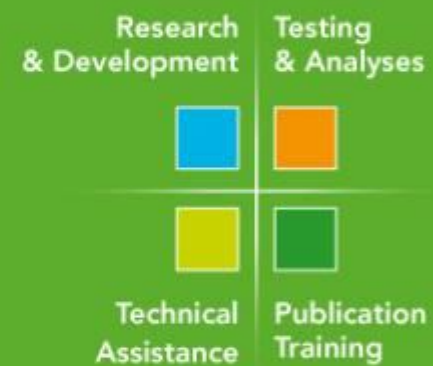 Research
& Development
Testing
& Analyses
Technical
Assistance
Publication
Training